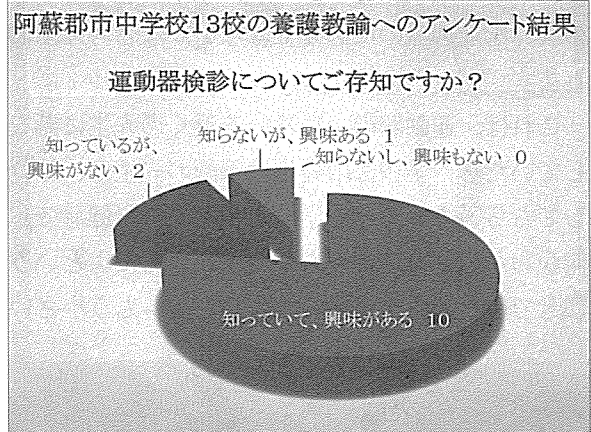 阿蘇郡市中学校13校の養護教諭へのアンケート結果
運動器検診についてご存知ですか？
知っているが、
興味がない 2
知らないが、興味ある 1
知らないし、興味もない 0
知っていて、興味がある 10